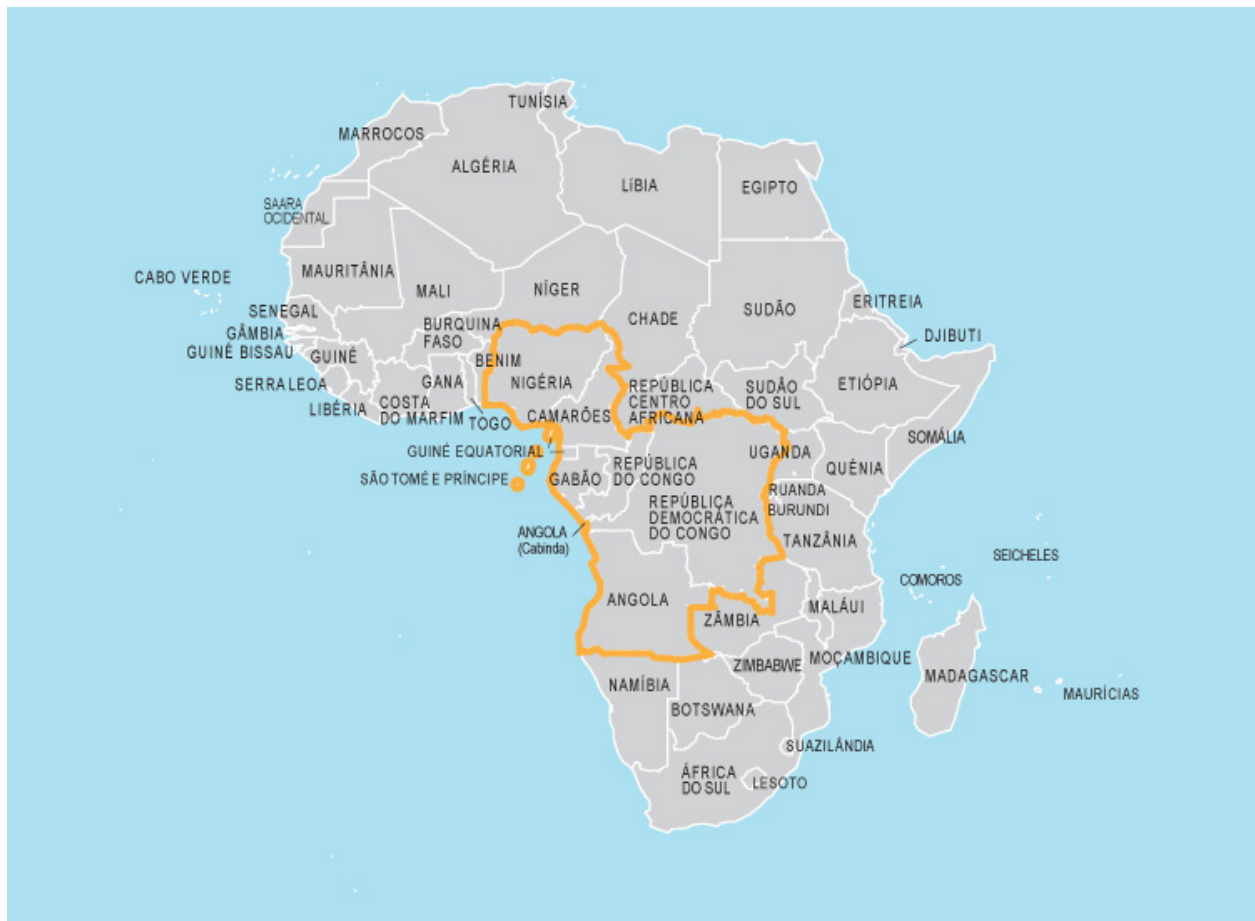 TUNÍSIA
MARROCOS
ALGÉRIA
LÍBIA
EGIPTO
SAARA
OCIDENTAL
CABO VERDE
MAURITÂNIA
MALI
NÍGER
CHADE
SUDÃO
ERITREIA
DJIBUTI
SENEGAL
GÂMBIA
GUINÉ BISSAU
GUINÉ
BURQUINA
FASO
BENIM
NIGÉRIA
SERRA LEOA
LIBÉRIA
COSTA
DO MARFIM
GANA
TOGO
CAMARÕES
REPÚBLICA
CENTRO
AFRICANA
SUDÃO
DO SUL
ETIÓPIA
SOMÁLIA
GUINÉ EQUATORIAL
SÃO TOMÉ E PRÍNCIPE
GABÃO
REPÚBLICA
DO CONGO
UGANDA
QUÊNIA
REPÚBLICA
DEMOCRÁTICA
DO CONGO
RUANDA
BURUNDI
TANZÂNIA
ANGOLA
(Cabinda)
SEICHELES
COMOROS
ANGOLA
ZÂMBIA
MALÁUI
MOÇAMBIQUE
ZIMBABWE
MADAGASCAR
MAURÍCIAS
NAMÍBIA
BOTSWANA
SUAZILÂNDIA
ÁFRICA
DO SUL
LESOTO